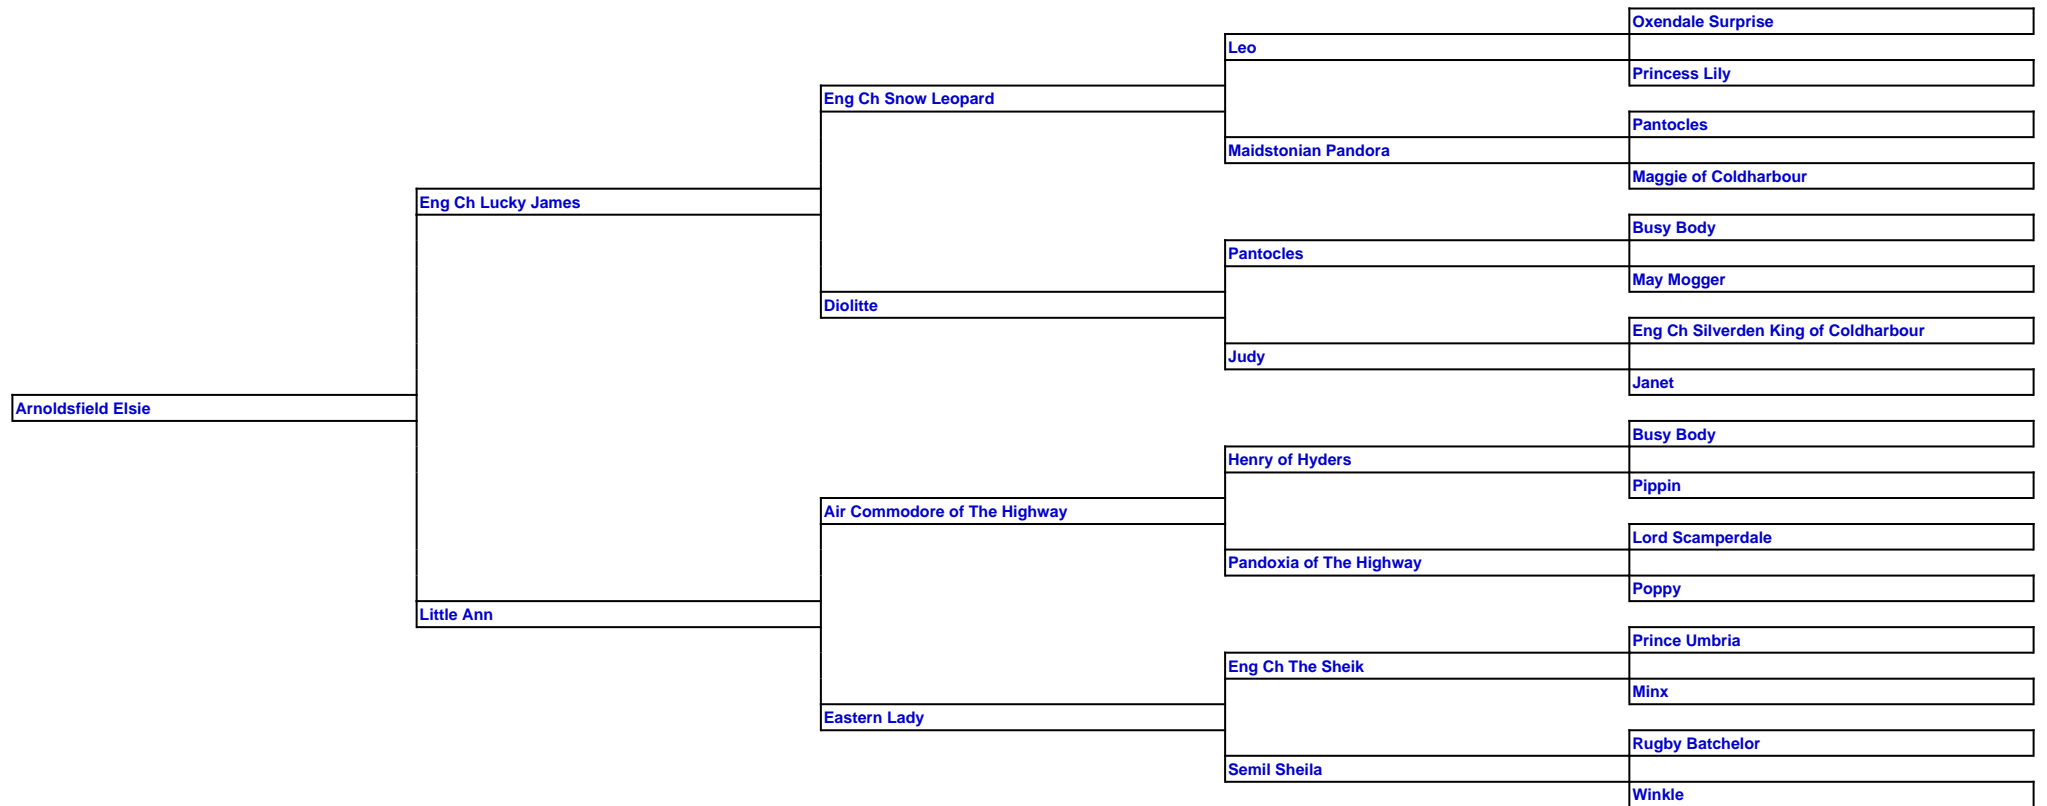 Oxendale Surprise
Leo
Princess Lily
Eng Ch Snow Leopard
Pantocles
Maidstonian Pandora
Maggie of Coldharbour
Eng Ch Lucky James
Busy Body
Pantocles
May Mogger
Diolitte
Eng Ch Silverden King of Coldharbour
Judy
Janet
Arnoldsfield Elsie
Busy Body
Henry of Hyders
Pippin
Air Commodore of The Highway
Lord Scamperdale
Pandoxia of The Highway
Poppy
Little Ann
Prince Umbria
Eng Ch The Sheik
Minx
Eastern Lady
Rugby Batchelor
Semil Sheila
Winkle